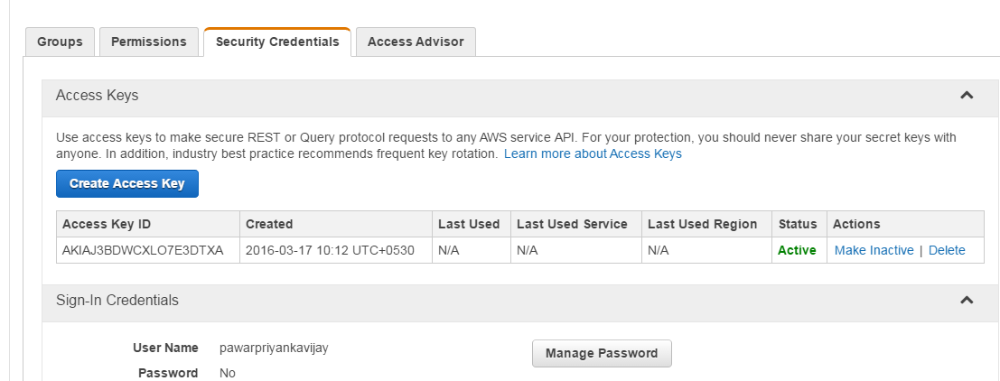 Groups Permissions Security Credentials Access Advisor
Access Keys
Use access keys to make secure REST or Query protocol requests to any AWS service API. For your protection, you should never share your secret keys with
anyone. In addition, industry best practice recommends frequent key rotation. Learn more about Access Keys
Create Access Key
Access Key ID Created Last Used Last Used Service Last Used Region Status Actions
AKIAJ3BDWCXLO7E3DTXA 2016-03-17 10:12 UTC+0530 N/A N/A N/A Active Make Inactive | Delete
Sign-In Credentials
User Name pawarpriyankavijay Manage Password
Password No